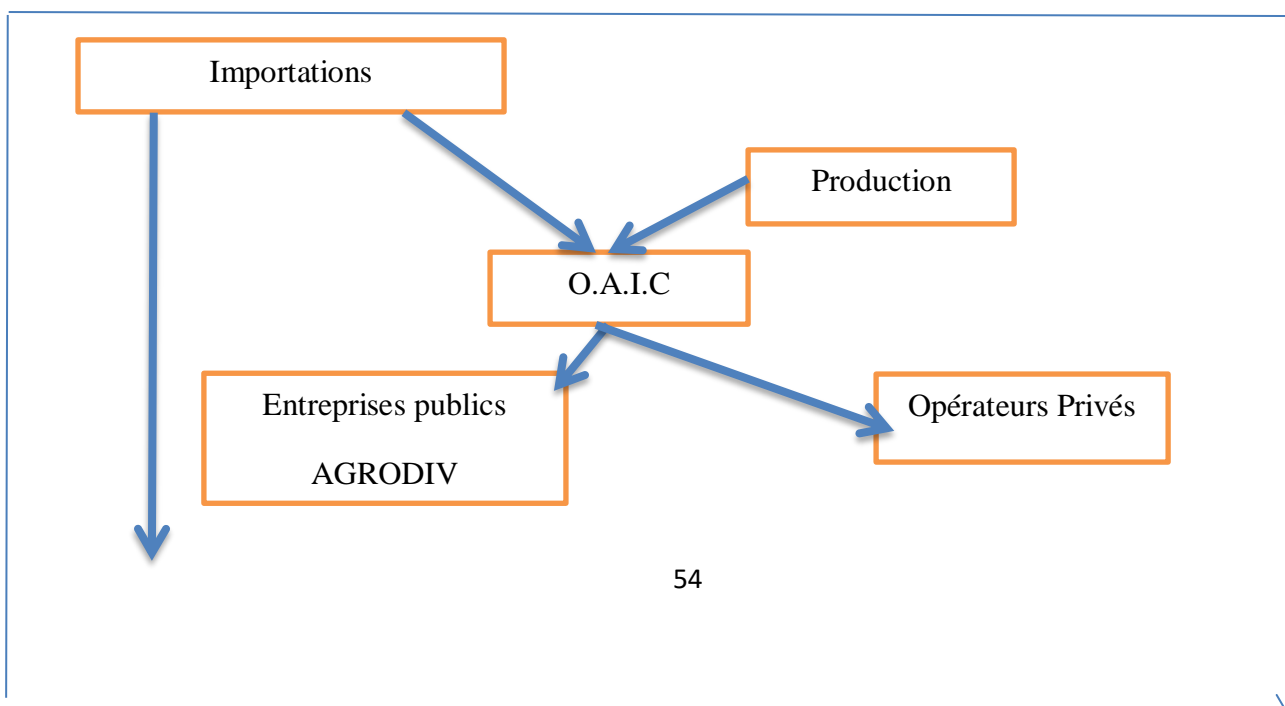 Importations
Production
O.A.I.C
Entreprises publics
AGRODIV
Opérateurs Privés
54